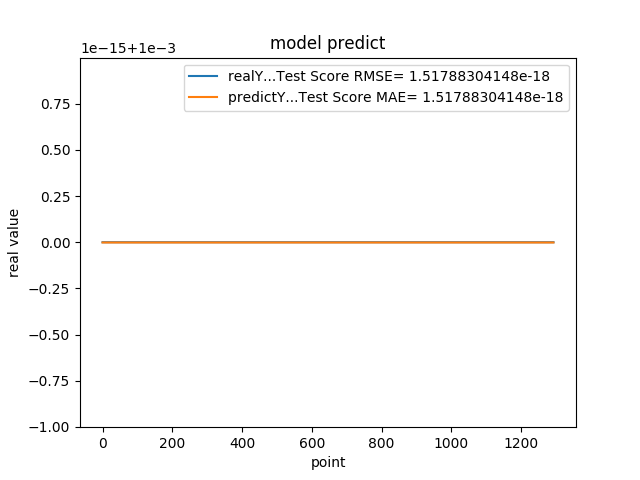 model predict
1e−15+1e−3
realY...Test Score RMSE= 1.51788304148e-18
predictY...Test Score MAE= 1.51788304148e-18
0.75
0.50
0.25
0.00
−0.25
−0.50
−0.75
−1.00
real value
0 200 400 600 800 1000 1200
point